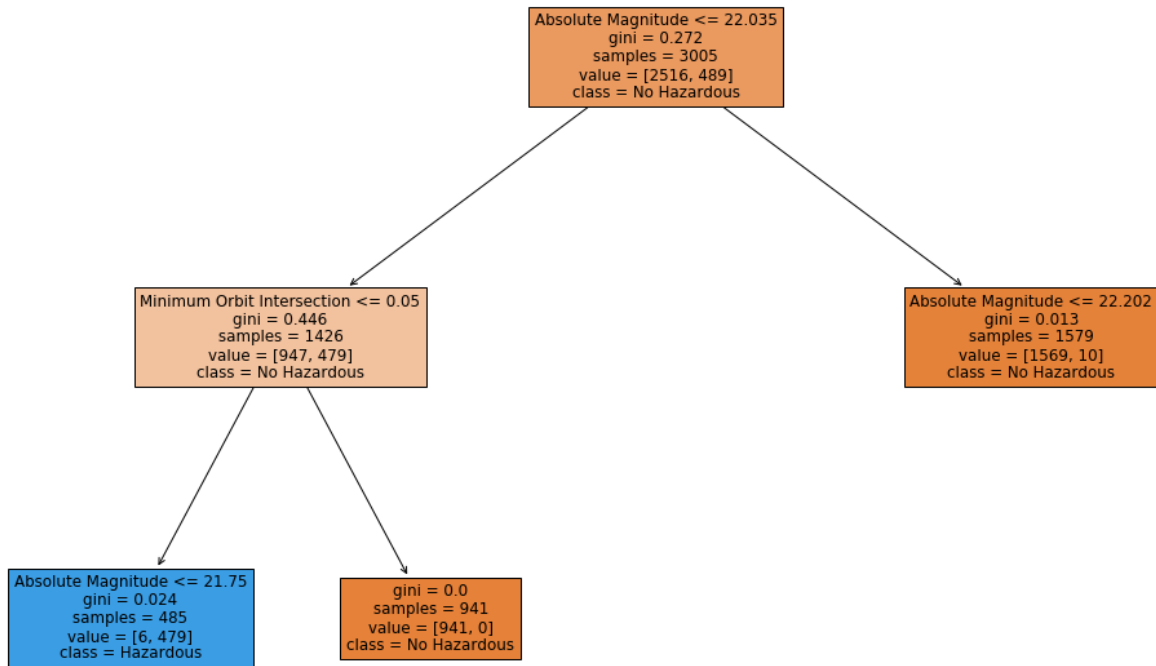 Absolute Magnitude <= 22.035
gini = 0.272
samples = 3005
value = [2516, 489]
class = No Hazardous
Minimum Orbit Intersection <= 0.05
gini = 0.446
samples = 1426
value = [947, 479]
class = No Hazardous
Absolute Magnitude <= 22.202
gini = 0.013
samples = 1579
value = [1569, 10]
class = No Hazardous
Absolute Magnitude <= 21.75
gini = 0.024
samples = 485
value = [6, 479]
class = Hazardous
gini = 0.0
samples = 941
value = [941, 0]
class = No Hazardous